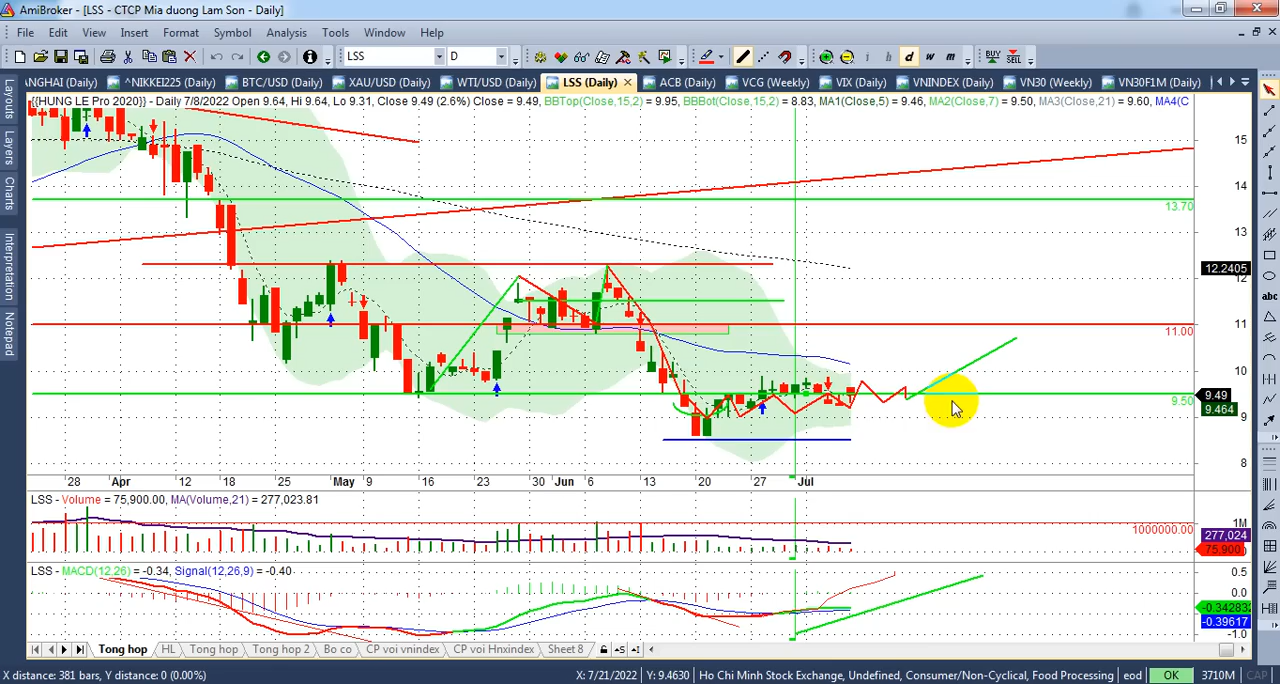 AmiBroker - [LSS - CTCP Mia duong Lam Son - Daily]
File Edit View Insert Format Symbol Analysis Tools Window Help
LSS D i h d w m BUY SELL
NGHAI (Daily) ^NIKKEI225 (Daily) BTC/USD (Daily) XAU/USD (Daily) WTI/USD (Daily) LSS (Daily) ACB (Daily) VCG (Weekly) VIX (Daily) VNINDEX (Daily) VN30 (Weekly) VN30F1M (Daily)
{{HUNG LE Pro 2020}} - Daily 7/8/2022 Open 9.64, Hi 9.64, Lo 9.31, Close 9.49 (2.6%) Close = 9.49, BBTop(Close,15,2) = 9.95, BBBot(Close,15,2) = 8.83, MA1(Close,5) = 9.46, MA2(Close,7) = 9.50, MA3(Close,21) = 9.60, MA4(C
Layouts
Layers
Charts
Interpretation
Notepad
15
14
13.70
13
12.2405
12
11.00
11
10
9.49
9.50
9.464
9
8
28 Apr 12 18 25 May 9 16 23 30 Jun 6 13 20 27 Jul
LSS - Volume = 75,900.00, MA(Volume,21) = 277,023.81
1M
1000000.00
277,024
75,900
LSS - MACD(12,26) = -0.34, Signal(12,26,9) = -0.40
0.5
0.0
-0.342832
-0.39617
-1.0
Tong hop HL Tong hop Tong hop 2 Bo co CP voi vnindex CP voi Hnxindex Sheet 8
abc
X distance: 381 bars, Y distance: 0 (0.00%) X: 7/21/2022 Y: 9.4630 Ho Chi Minh Stock Exchange, Undefined, Consumer/Non-Cyclical, Food Processing eod OK 3710M CAP